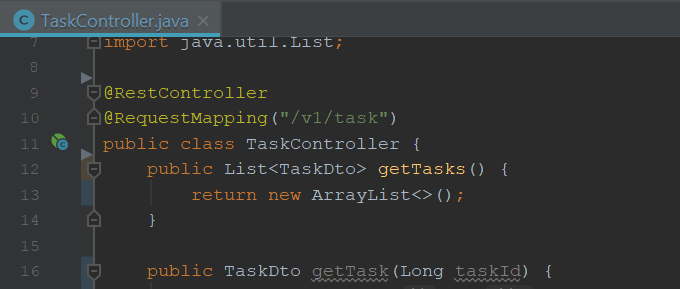 TaskController.java
7 import java.util.List;
8
9 @RestController
10 @RequestMapping("/v1/task")
11 public class TaskController {
12 public List<TaskDto> getTasks() {
13 return new ArrayList<>();
14 }
15
16 public TaskDto getTask(Long taskId) {